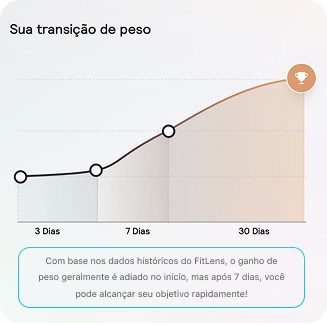 Sua transição de peso
3 Dias
7 Dias
30 Dias
Com base nos dados históricos do FitLens, o ganho de
peso geralmente é adiado no início, mas após 7 dias, você
pode alcançar seu objetivo rapidamente!